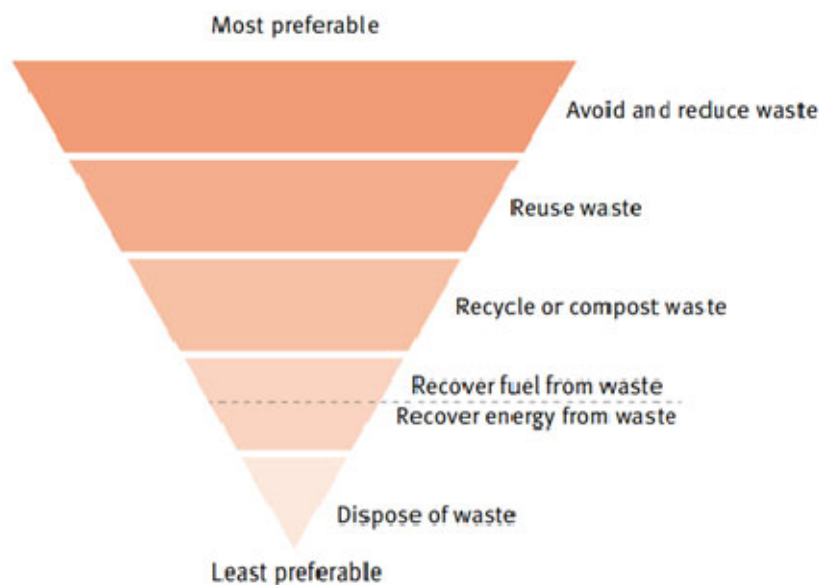 Most preferable
Avoid and reduce waste
Reuse waste
Recycle or compost waste
Recover fuel from waste
Recover energy from waste
Dispose of waste
Least preferable